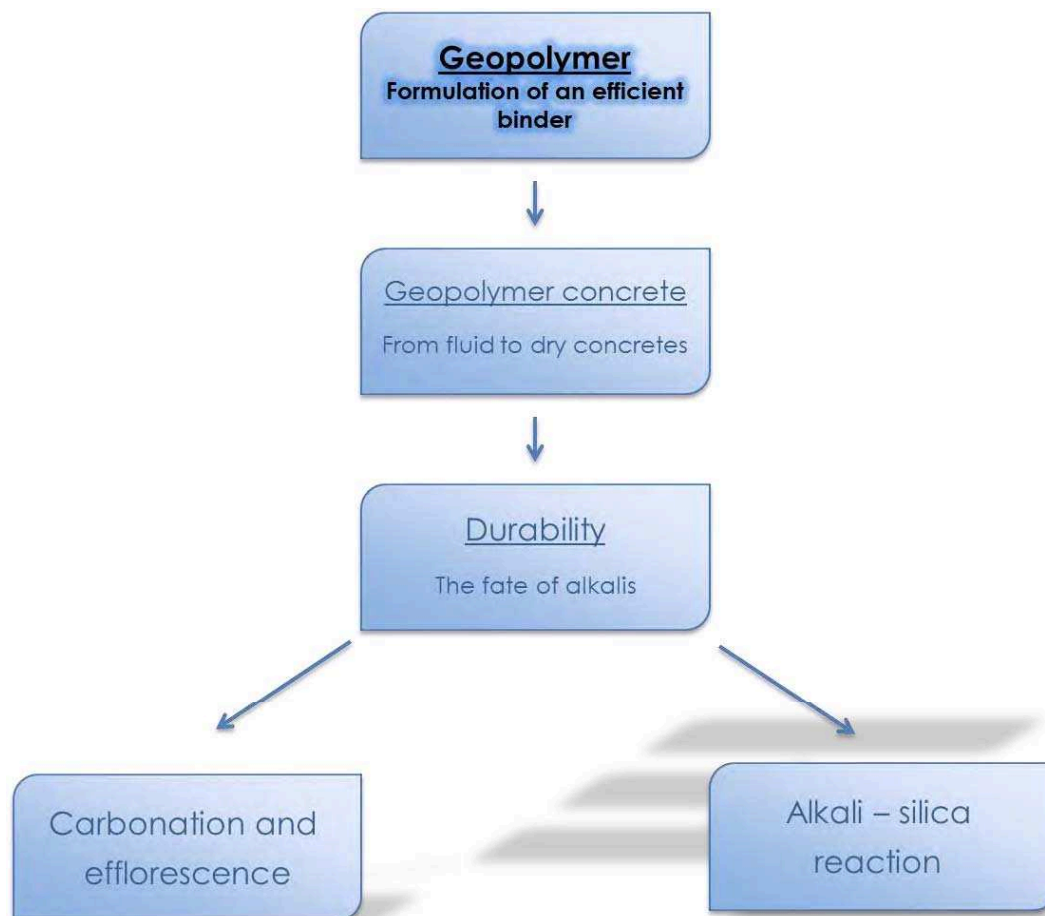 Geopolymer
Formulation of an efficient
binder
Geopolymer concrete
From fluid to dry concretes
Durability
The fate of alkalis
Carbonation and
efflorescence
Alkali – silica
reaction